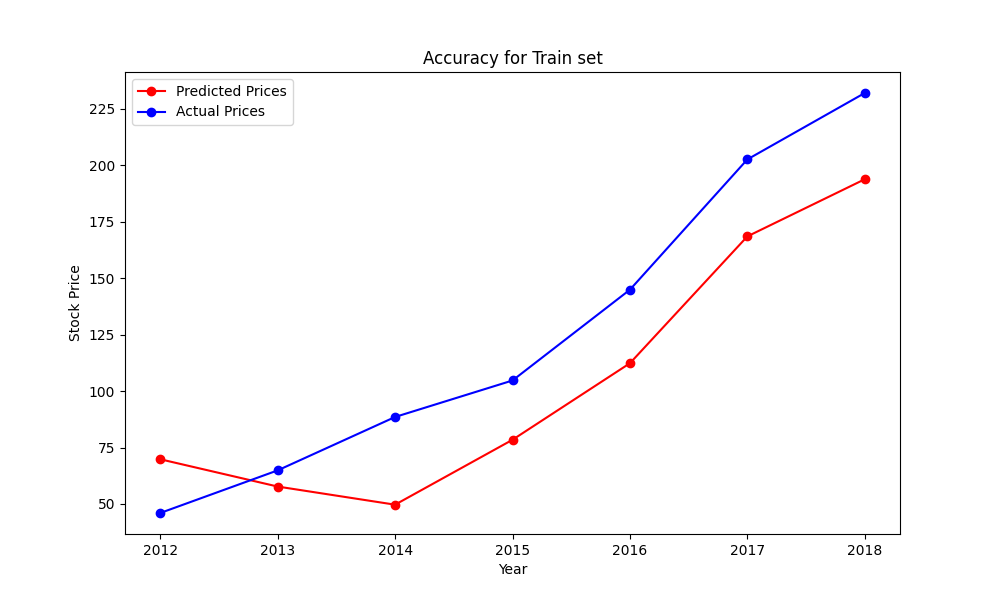 Accuracy for Train set
Predicted Prices
Actual Prices
225
200
175
150
125
100
75
50
Stock Price
2012 2013 2014 2015 2016 2017 2018
Year